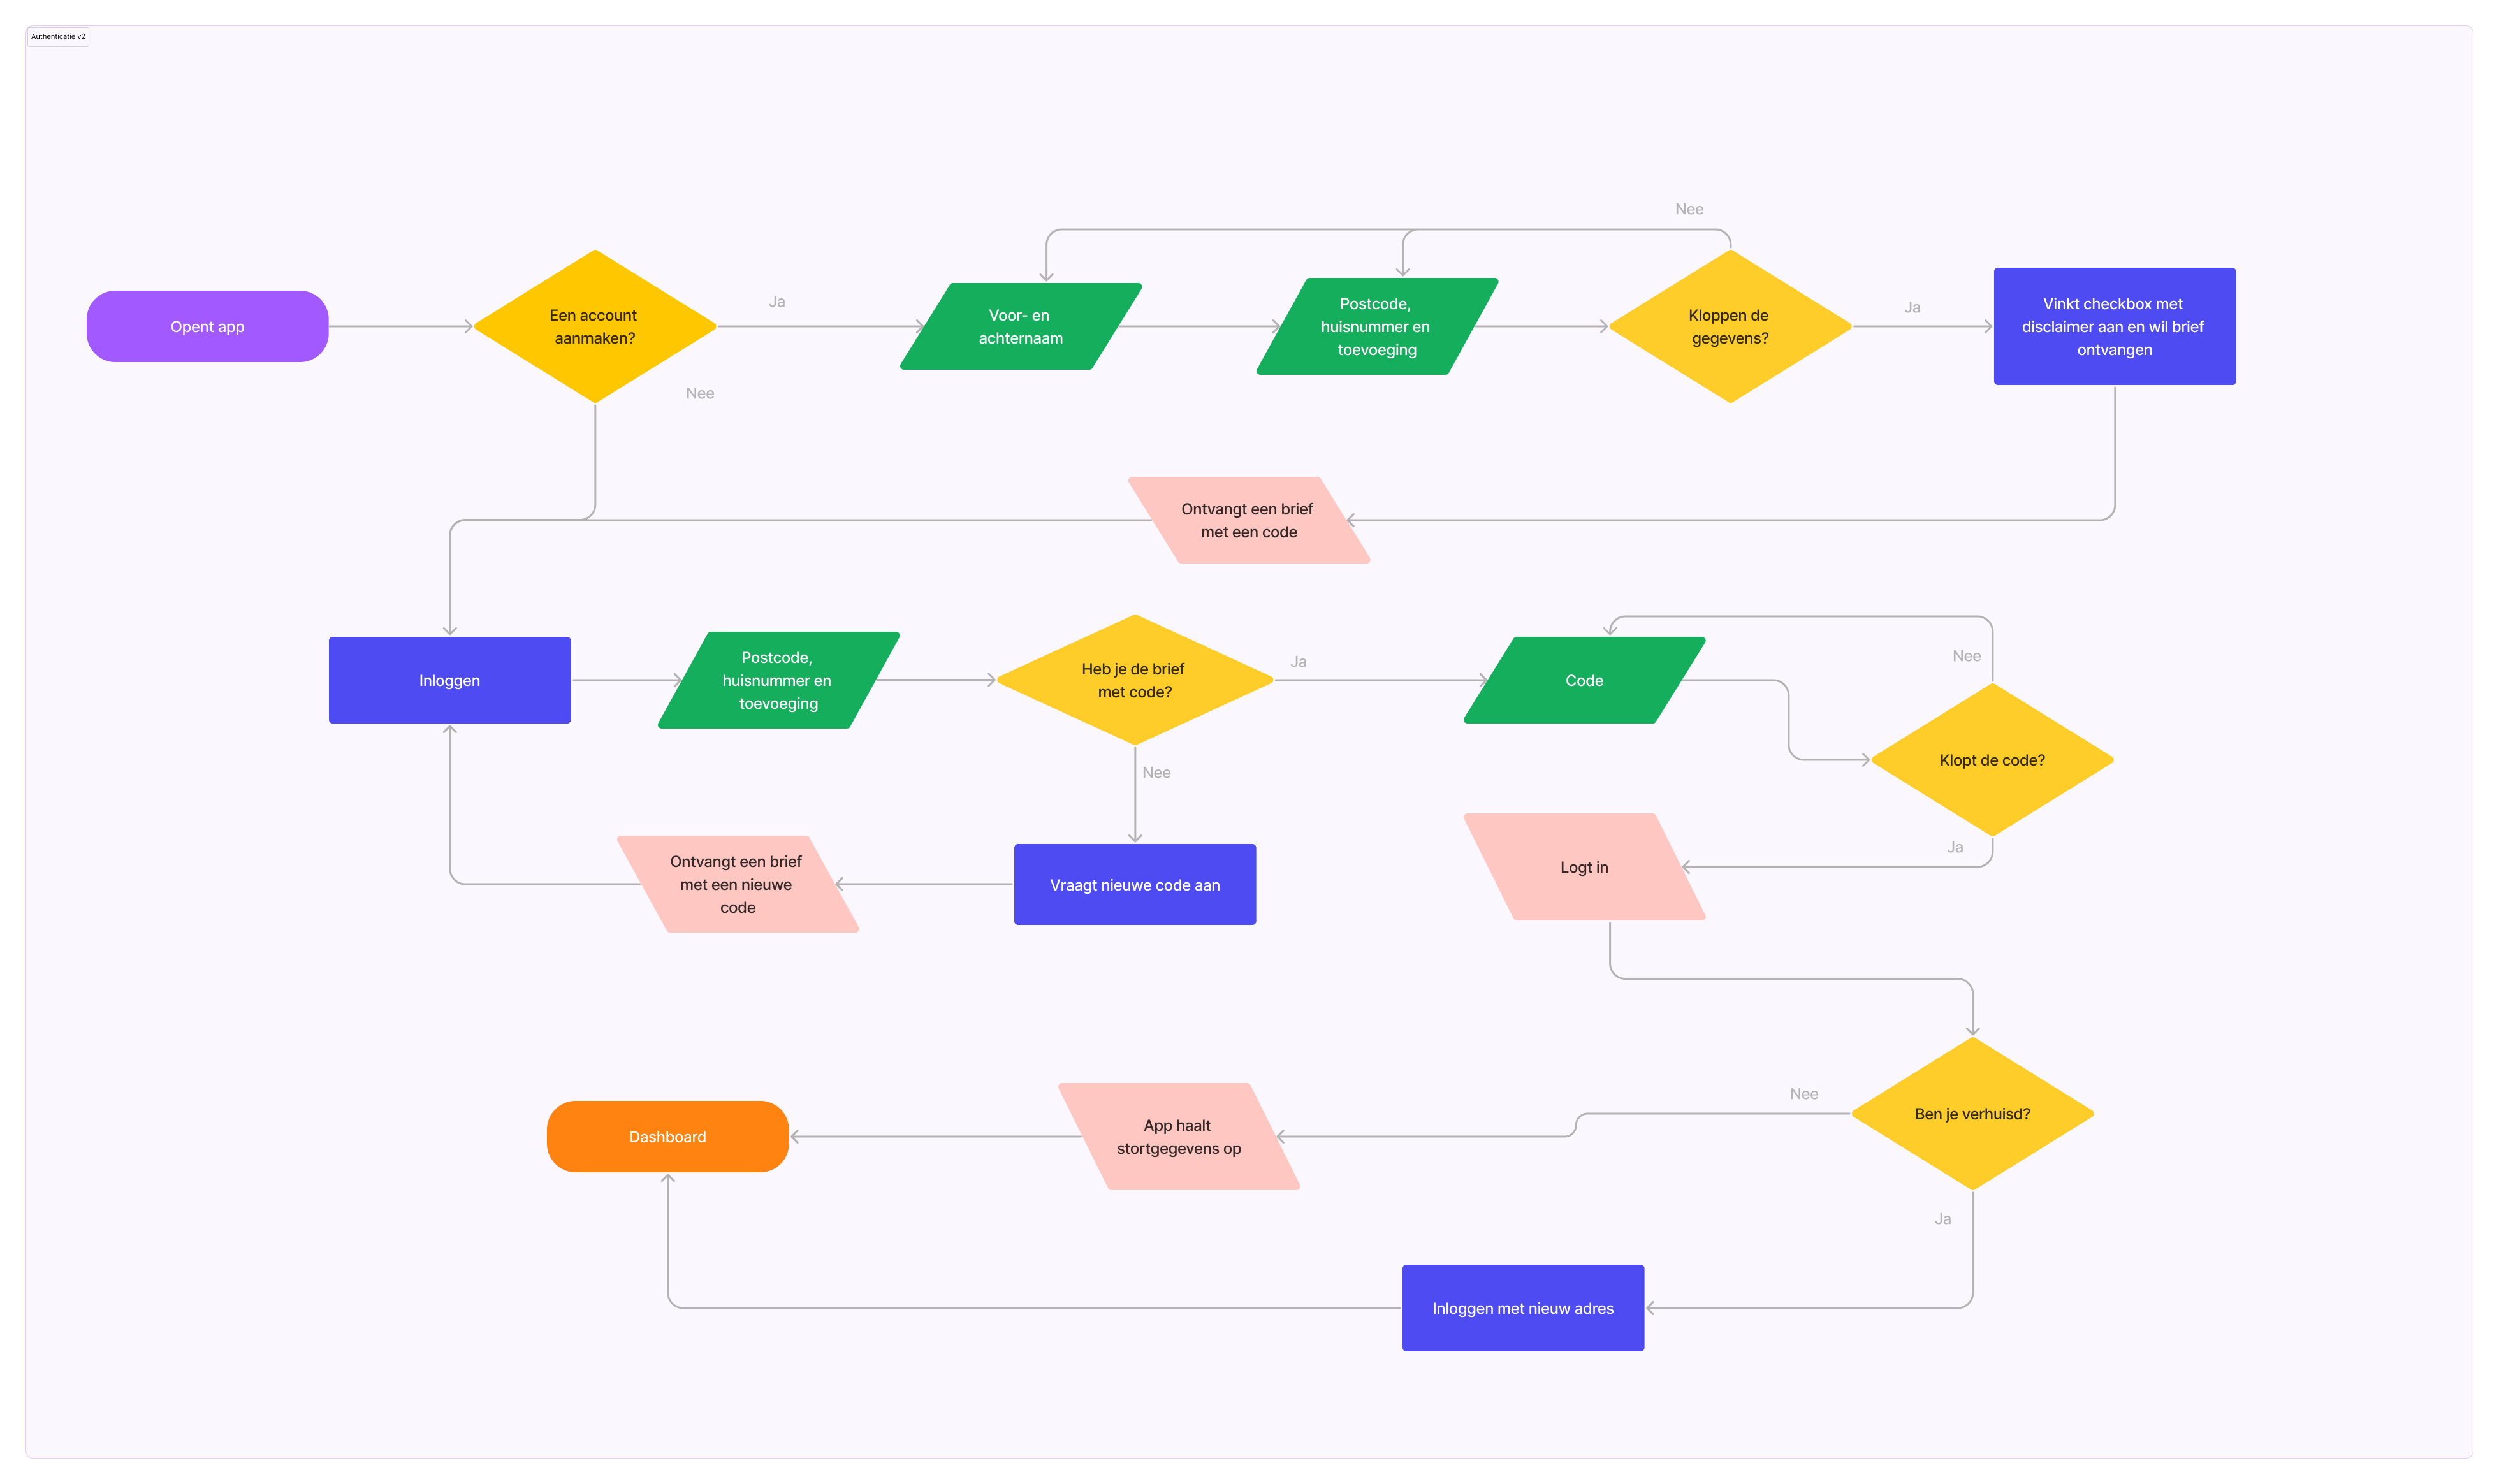 Authenticatie v2
Nee
Opent app
Een account
aanmaken?
Ja
Voor- en
achternaam
Postcode,
huisnummer en
toevoeging
Kloppen de
gegevens?
Ja
Vinkt checkbox met
disclaimer aan en wil brief
ontvangen
Nee
Ontvangt een brief
met een code
Inloggen
Postcode,
huisnummer en
toevoeging
Heb je de brief
met code?
Ja
Code
Nee
Klopt de code?
Nee
Ja
Ontvangt een brief
met een nieuwe
code
Vraagt nieuwe code aan
Logt in
Dashboard
App haalt
stortgegevens op
Nee
Ben je verhuisd?
Ja
Inloggen met nieuw adres